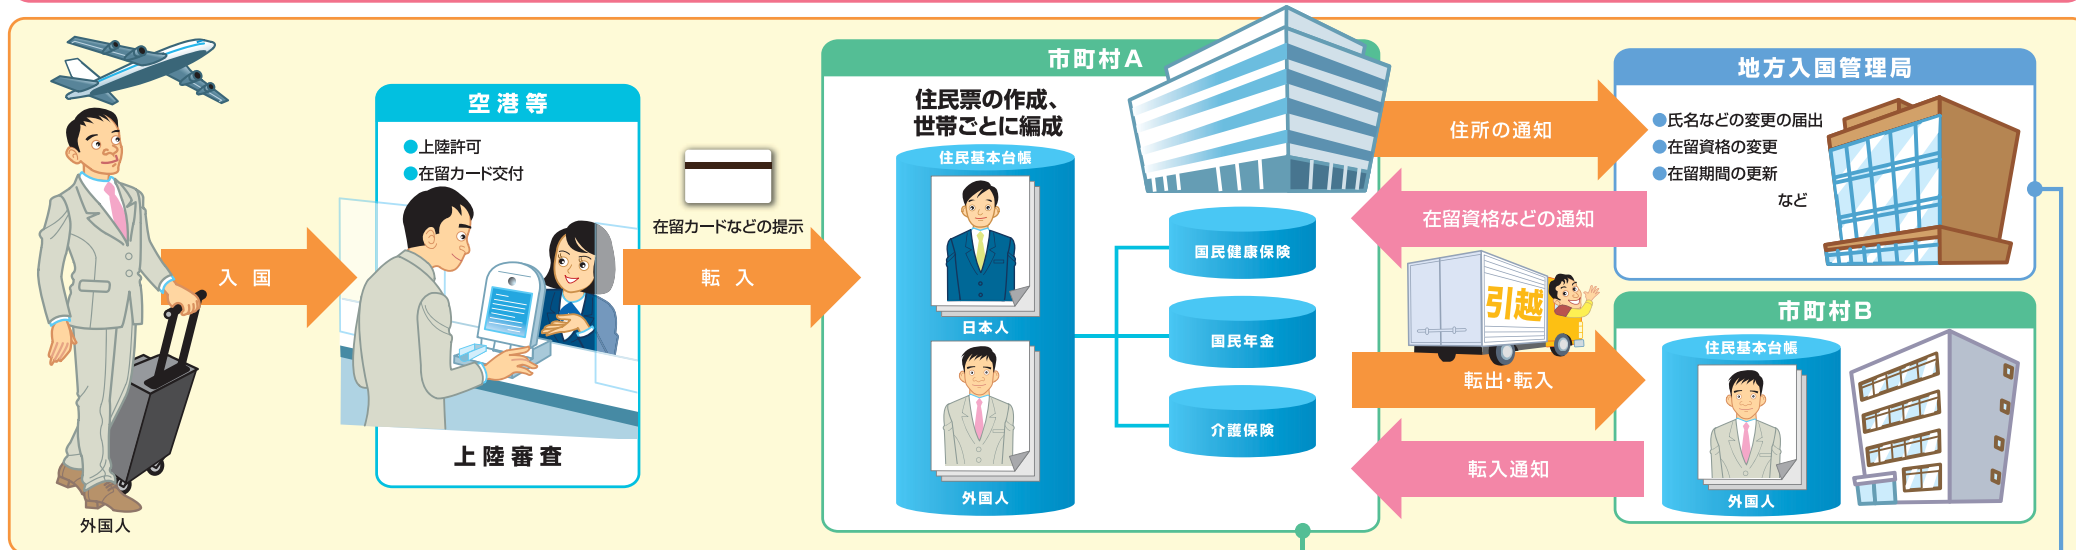 外国人
入国
空港等
●上陸許可
●在留カード交付
上陸審査
在留カードなどの提示
転入
市町村A
住民票の作成、
世帯ごとに編成
住民基本台帳
日本人
外国人
国民健康保険
国民年金
介護保険
住所の通知
在留資格などの通知
引越
転出・転入
転入通知
地方入国管理局
●氏名などの変更の届出
●在留資格の変更
●在留期間の更新
など
市町村B
住民基本台帳
外国人